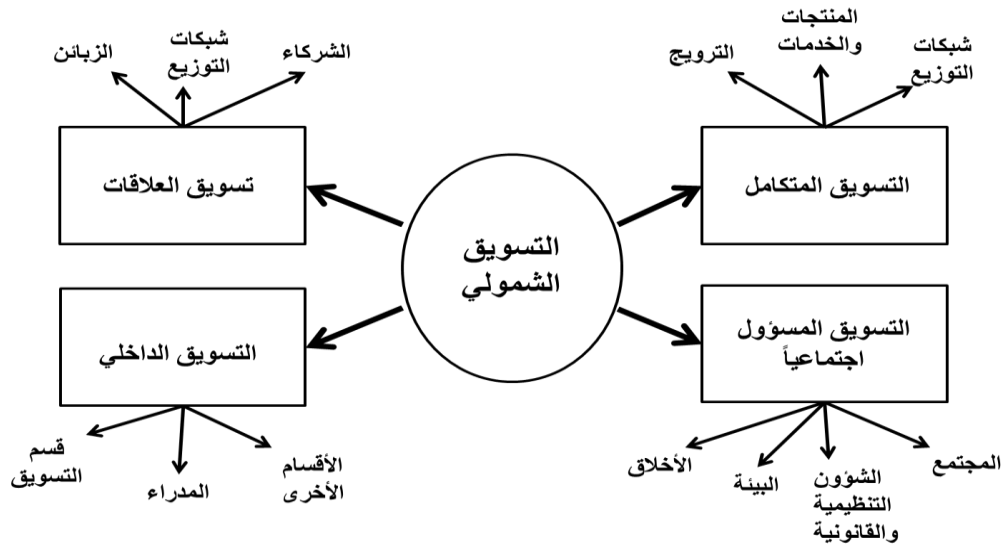 المنتجات
والخدمات
شبكات
التوزيع
الترويج
الشركاء
شبكات
التوزيع
الزبائن
التسويق المتكامل
تسويق العلاقات
التسويق
الشمولي
التسويق المسؤول
اجتماعياً
التسويق الداخلي
المجتمع
الشؤون
التنظيمية
والقانونية
البيئة
الأخلاق
الأقسام
الأخرى
المدراء
قسم
التسويق